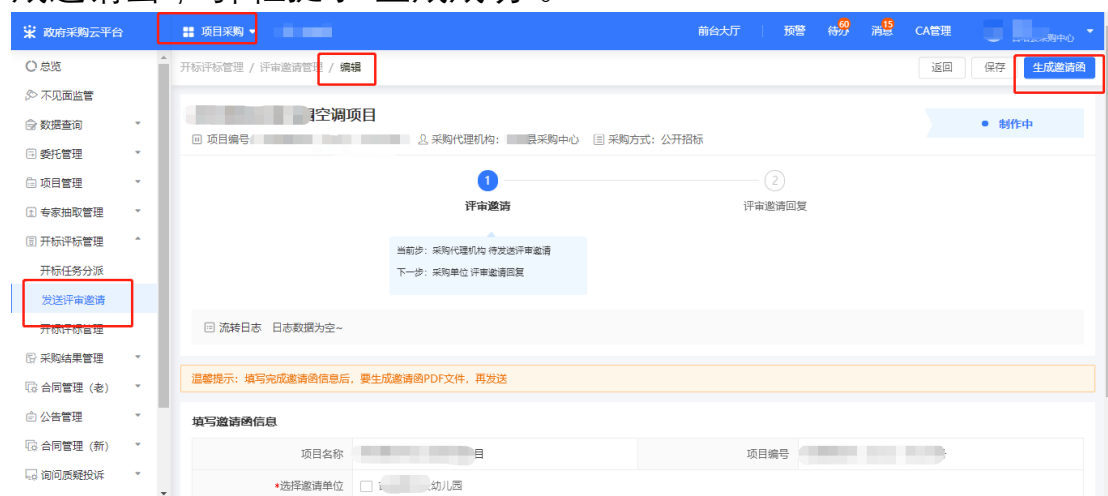 政府采购云平台
项目采购
前台大厅
预警
待办
60
消息
15
CA管理
购中心
总览
不见面监管
数据查询
委托管理
项目管理
专家抽取管理
开标评标管理
开标任务分派
发送评审邀请
开标评标管理
采购结果管理
合同管理（老）
公告管理
合同管理（新）
询问质疑投诉
开标评标管理 / 评审邀请管理 / 编辑
返回
保存
生成邀请函
空调项目
制作中
项目编号:
采购代理机构:
县采购中心
采购方式: 公开招标
1
2
评审邀请
评审邀请回复
当前步: 采购代理机构 待发送评审邀请
下一步: 采购单位 评审邀请回复
流转日志 日志数据为空~
温馨提示: 填写完成邀请函信息后, 要生成邀请函PDF文件, 再发送
填写邀请函信息
项目名称
目
项目编号
*选择邀请单位
幼儿园